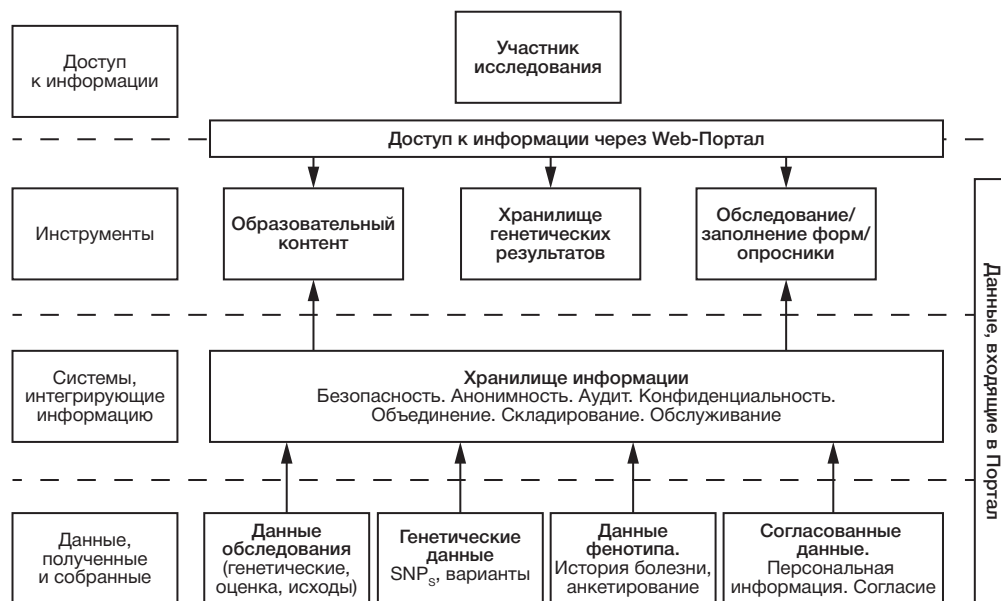 Доступ
к информации
Участник
исследования
Доступ к информации через Web-Портал
Инструменты
Образовательный
контент
Хранилище
генетических
результатов
Обследование/
заполнение форм/
опросники
Данные, входящие в Портал
Системы,
интегрирующие
информацию
Хранилище информации
Безопасность. Анонимность. Аудит. Конфиденциальность.
Объединение. Складирование. Обслуживание
Данные,
полученные
и собранные
Данные
обследования
(генетические,
оценка, исходы)
Генетические
данные
SNPs, варианты
Данные
фенотипа.
История болезни,
анкетирование
Согласованные
данные.
Персональная
информация. Согласие